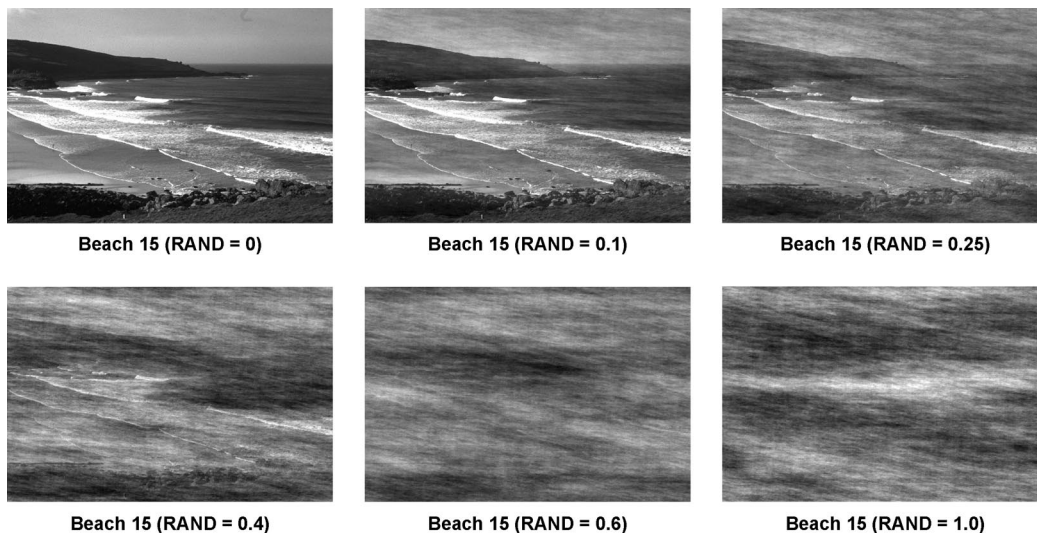 Beach 15 (RAND = 0)
Beach 15 (RAND = 0.1)
Beach 15 (RAND = 0.25)
Beach 15 (RAND = 0.4)
Beach 15 (RAND = 0.6)
Beach 15 (RAND = 1.0)